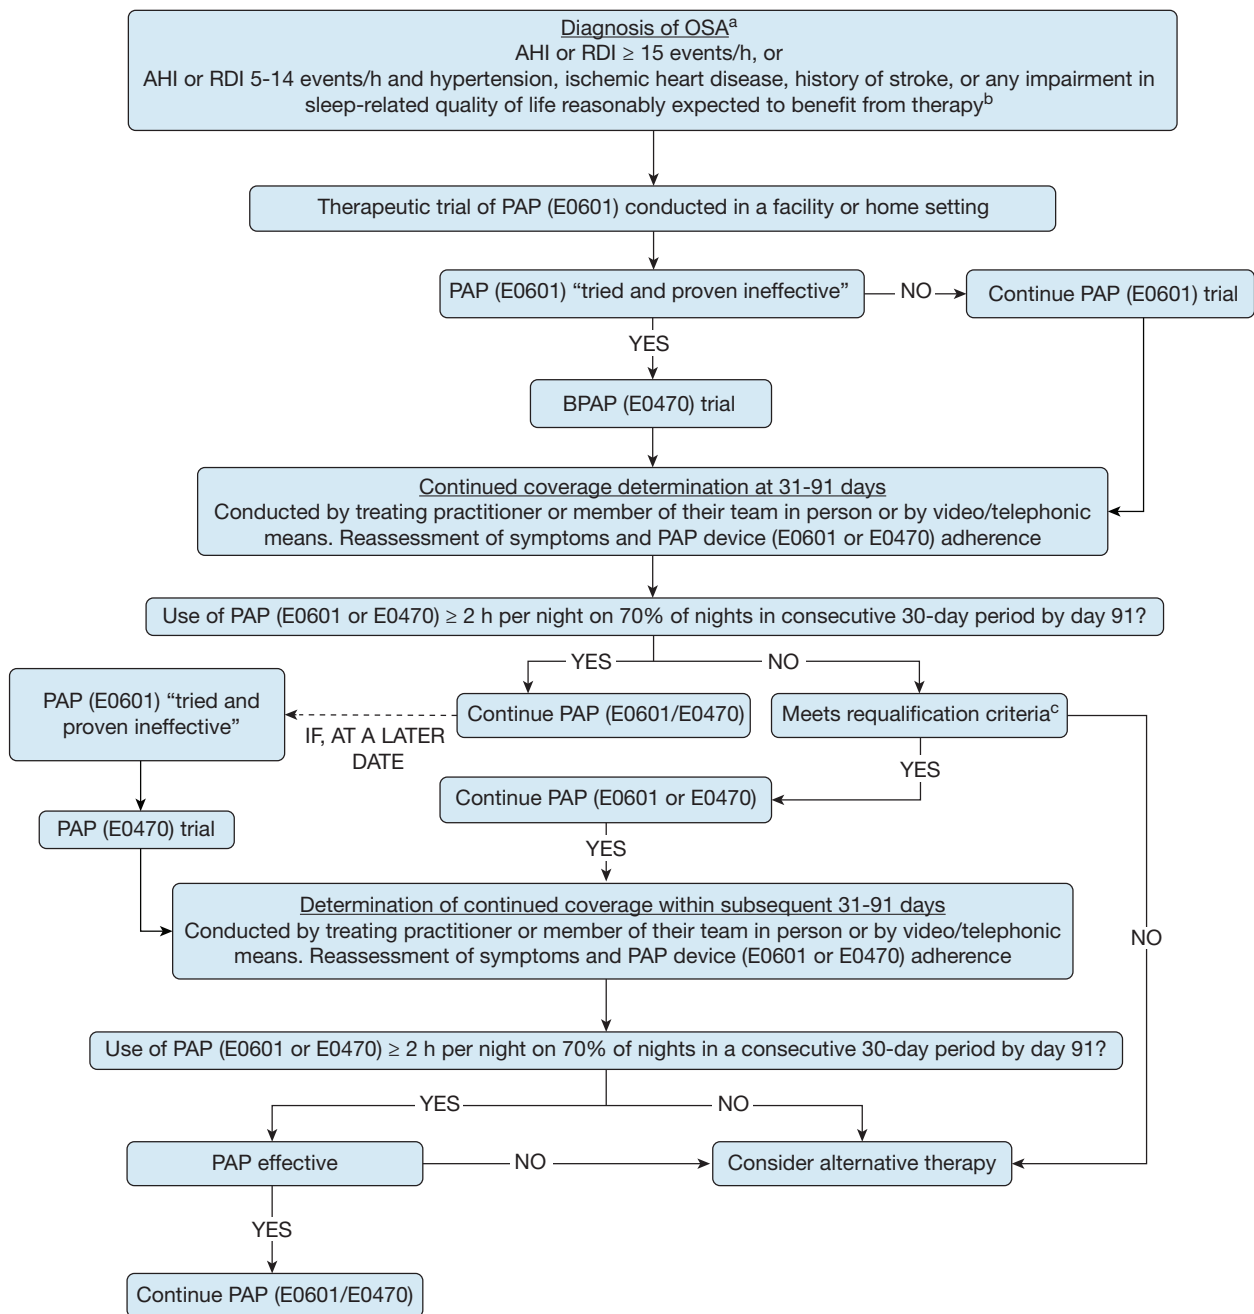 Diagnosis of OSAa
AHI or RDI ≥ 15 events/h, or
AHI or RDI 5-14 events/h and hypertension, ischemic heart disease, history of stroke, or any impairment in
sleep-related quality of life reasonably expected to benefit from therapyb
Therapeutic trial of PAP (E0601) conducted in a facility or home setting
PAP (E0601) “tried and proven ineffective”
NO
Continue PAP (E0601) trial
YES
BPAP (E0470) trial
Continued coverage determination at 31-91 days
Conducted by treating practitioner or member of their team in person or by video/telephonic
means. Reassessment of symptoms and PAP device (E0601 or E0470) adherence
Use of PAP (E0601 or E0470) ≥ 2 h per night on 70% of nights in consecutive 30-day period by day 91?
YES
NO
PAP (E0601) “tried and
proven ineffective”
IF, AT A LATER
DATE
Continue PAP (E0601/E0470)
Meets requalification criteriac
YES
Continue PAP (E0601 or E0470)
PAP (E0470) trial
YES
Determination of continued coverage within subsequent 31-91 days
Conducted by treating practitioner or member of their team in person or by video/telephonic
means. Reassessment of symptoms and PAP device (E0601 or E0470) adherence
NO
Use of PAP (E0601 or E0470) ≥ 2 h per night on 70% of nights in a consecutive 30-day period by day 91?
YES
NO
PAP effective
NO
Consider alternative therapy
YES
Continue PAP (E0601/E0470)